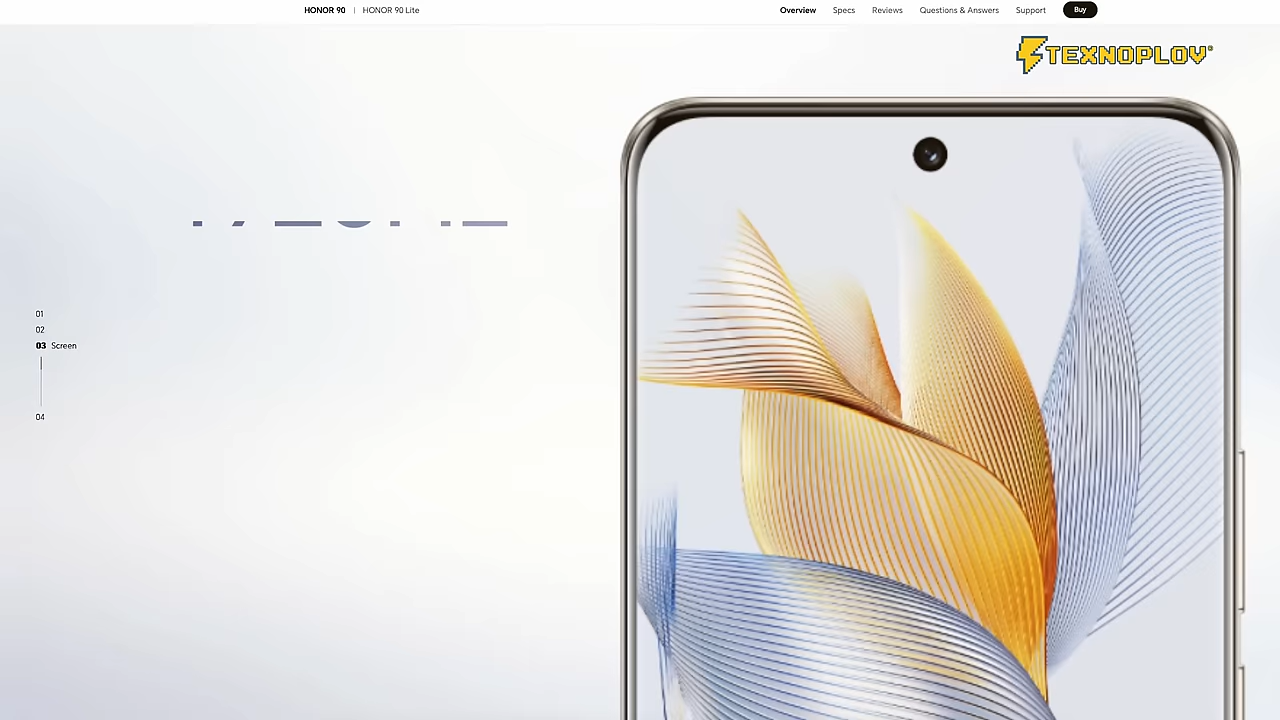 HONOR 90 | HONOR 90 Lite
Overview Specs Reviews Questions & Answers Support Buy
TEXNOPLOV®
01
02
03 Screen
04